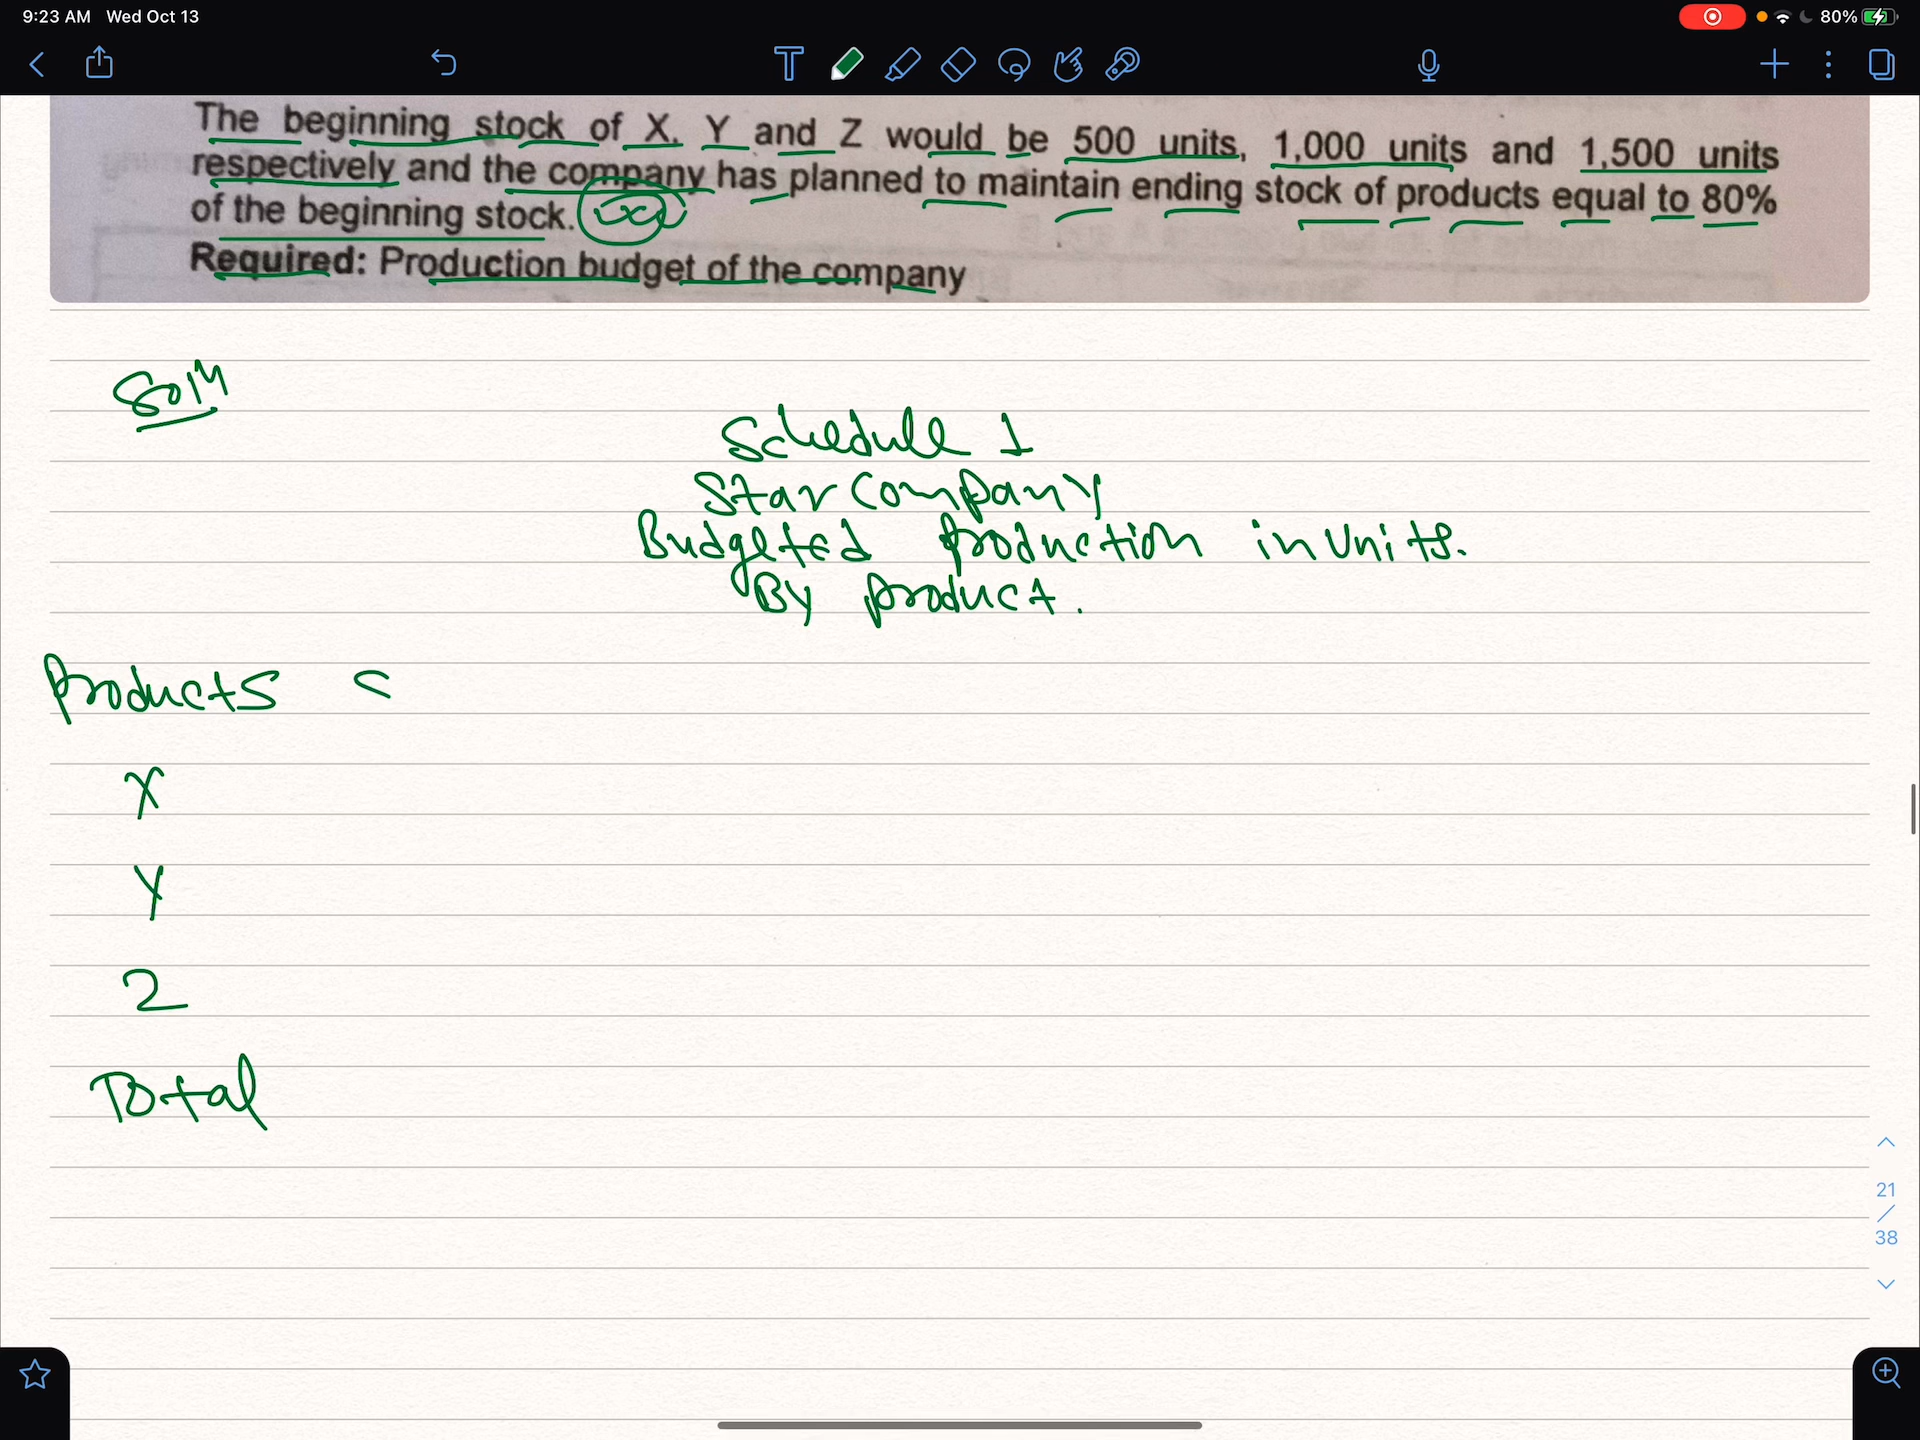 9:23 AM Wed Oct 13
80%
The beginning stock of X, Y and Z would be 500 units, 1,000 units and 1,500 units
respectively and the company has planned to maintain ending stock of products equal to 80%
of the beginning stock.
Required: Production budget of the company
Soln
Schedule 1
Star Company
Budgeted production in units.
By product.
Products
X
Y
Z
Total
21
/
38